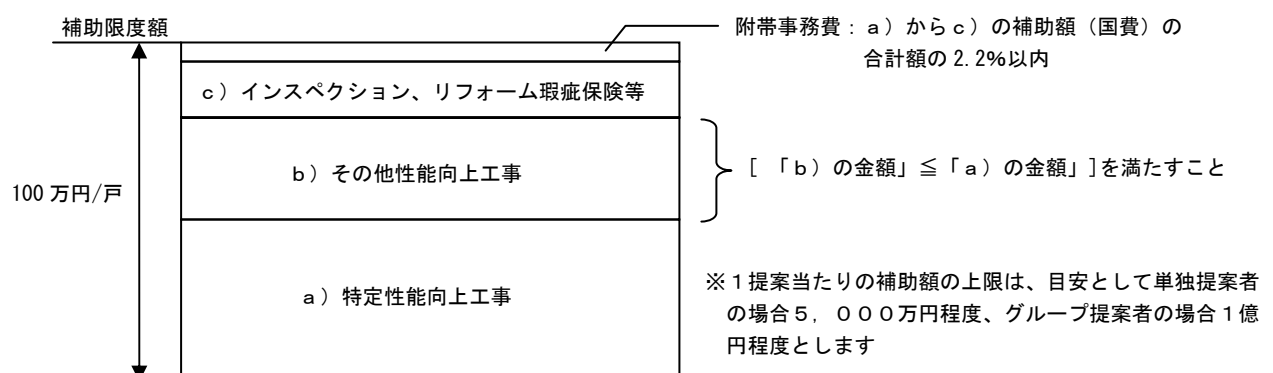 補助限度額
附帯事務費：ａ）からｃ）の補助額（国費）の
合計額の 2.2%以内
ｃ）インスペクション、リフォーム瑕疵保険等
ｂ）その他性能向上工事
［ 「ｂ）の金額」≦「ａ）の金額」］を満たすこと
100 万円/戸
ａ）特定性能向上工事
※１提案当たりの補助額の上限は、目安として単独提案者
の場合５，０００万円程度、グループ提案者の場合１億
円程度とします